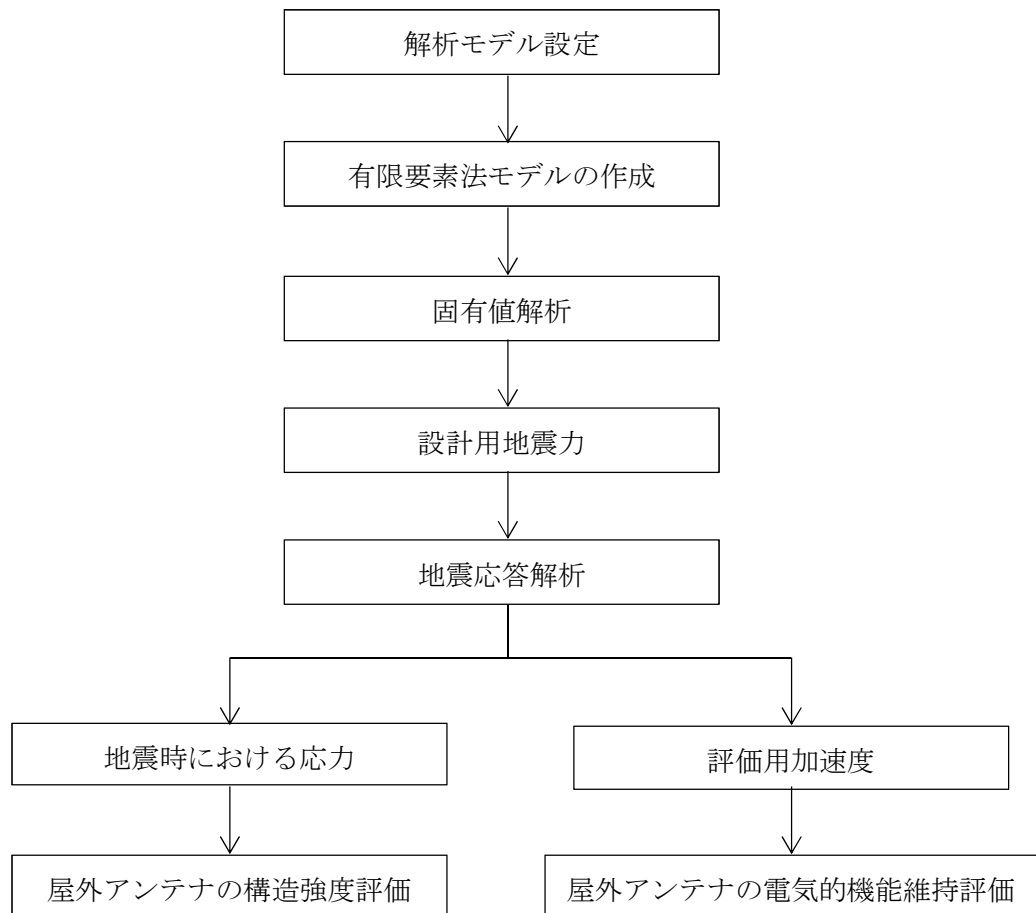 解析モデル設定
有限要素法モデルの作成
固有値解析
設計用地震力
地震応答解析
地震時における応力
評価用加速度
屋外アンテナの構造強度評価
屋外アンテナの電気的機能維持評価